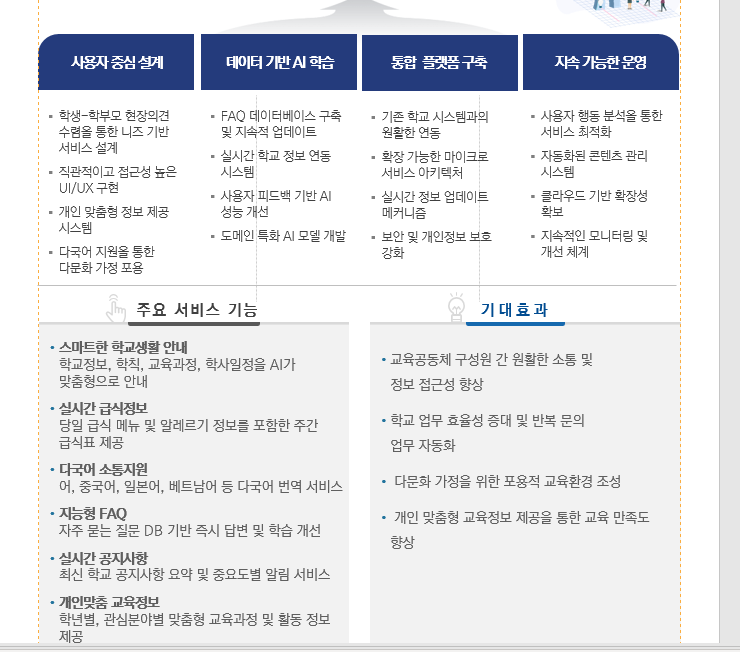 사용자 중심 설계
데이터 기반 AI 학습
통합 플랫폼 구축
지속 가능한 운영
▪ 학생-학부모 현장의견
수렴을 통한 니즈 기반
서비스 설계
▪ 직관적이고 접근성 높은
UI/UX 구현
▪ 개인 맞춤형 정보 제공
시스템
▪ 다국어 지원을 통한
다문화 가정 포용
▪ FAQ 데이터베이스 구축
및 지속적 업데이트
▪ 실시간 학교 정보 연동
시스템
▪ 사용자 피드백 기반 AI
성능 개선
▪ 도메인 특화 AI 모델 개발
▪ 기존 학교 시스템과의
원활한 연동
▪ 확장 가능한 마이크로
서비스 아키텍처
▪ 실시간 정보 업데이트
메커니즘
▪ 보안 및 개인정보 보호
강화
▪ 사용자 행동 분석을 통한
서비스 최적화
▪ 자동화된 콘텐츠 관리
시스템
▪ 클라우드 기반 확장성
확보
▪ 지속적인 모니터링 및
개선 체계
주요 서비스 기능
• 스마트한 학교생활 안내
학교정보, 학칙, 교육과정, 학사일정을 AI가
맞춤형으로 안내
• 실시간 급식정보
당일 급식 메뉴 및 알레르기 정보를 포함한 주간
급식표 제공
• 다국어 소통지원
어, 중국어, 일본어, 베트남어 등 다국어 번역 서비스
• 지능형 FAQ
자주 묻는 질문 DB 기반 즉시 답변 및 학습 개선
• 실시간 공지사항
최신 학교 공지사항 요약 및 중요도별 알림 서비스
• 개인맞춤 교육정보
학년별, 관심분야별 맞춤형 교육과정 및 활동 정보
제공
기대효과
• 교육공동체 구성원 간 원활한 소통 및
정보 접근성 향상
• 학교 업무 효율성 증대 및 반복 문의
업무 자동화
• 다문화 가정을 위한 포용적 교육환경 조성
• 개인 맞춤형 교육정보 제공을 통한 교육 만족도
향상